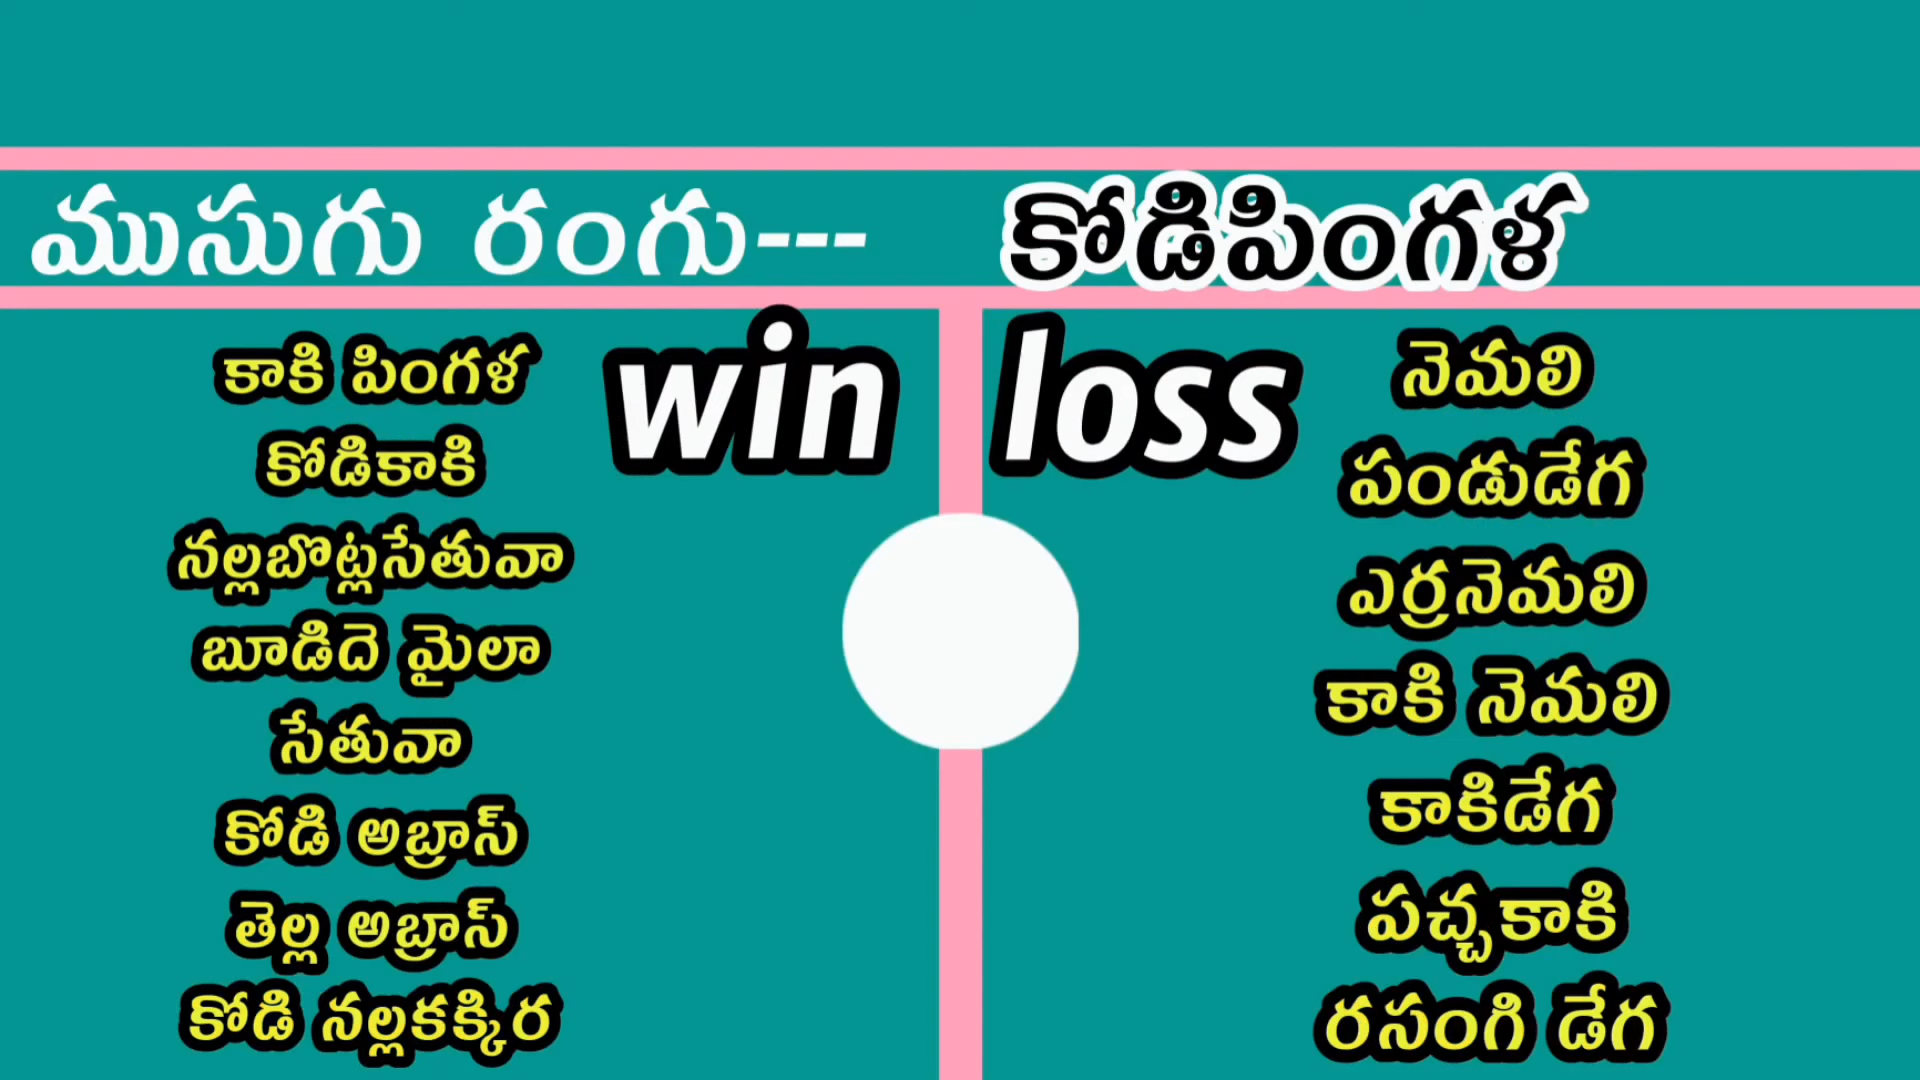 ముసుగు రంగు--- కోడిపింగళ
win loss
కాకి పింగళ
కోడికాకి
నల్లబొట్లసేతువా
బూడిదె మైలా
సేతువా
కోడి అబ్రాస్
తెల్ల అబ్రాస్
కోడి నల్లకక్కిర
నెమలి
పండుడేగ
ఎర్రనెమలి
కాకి నెమలి
కాకిడేగ
పచ్చకాకి
రసంగి డేగ